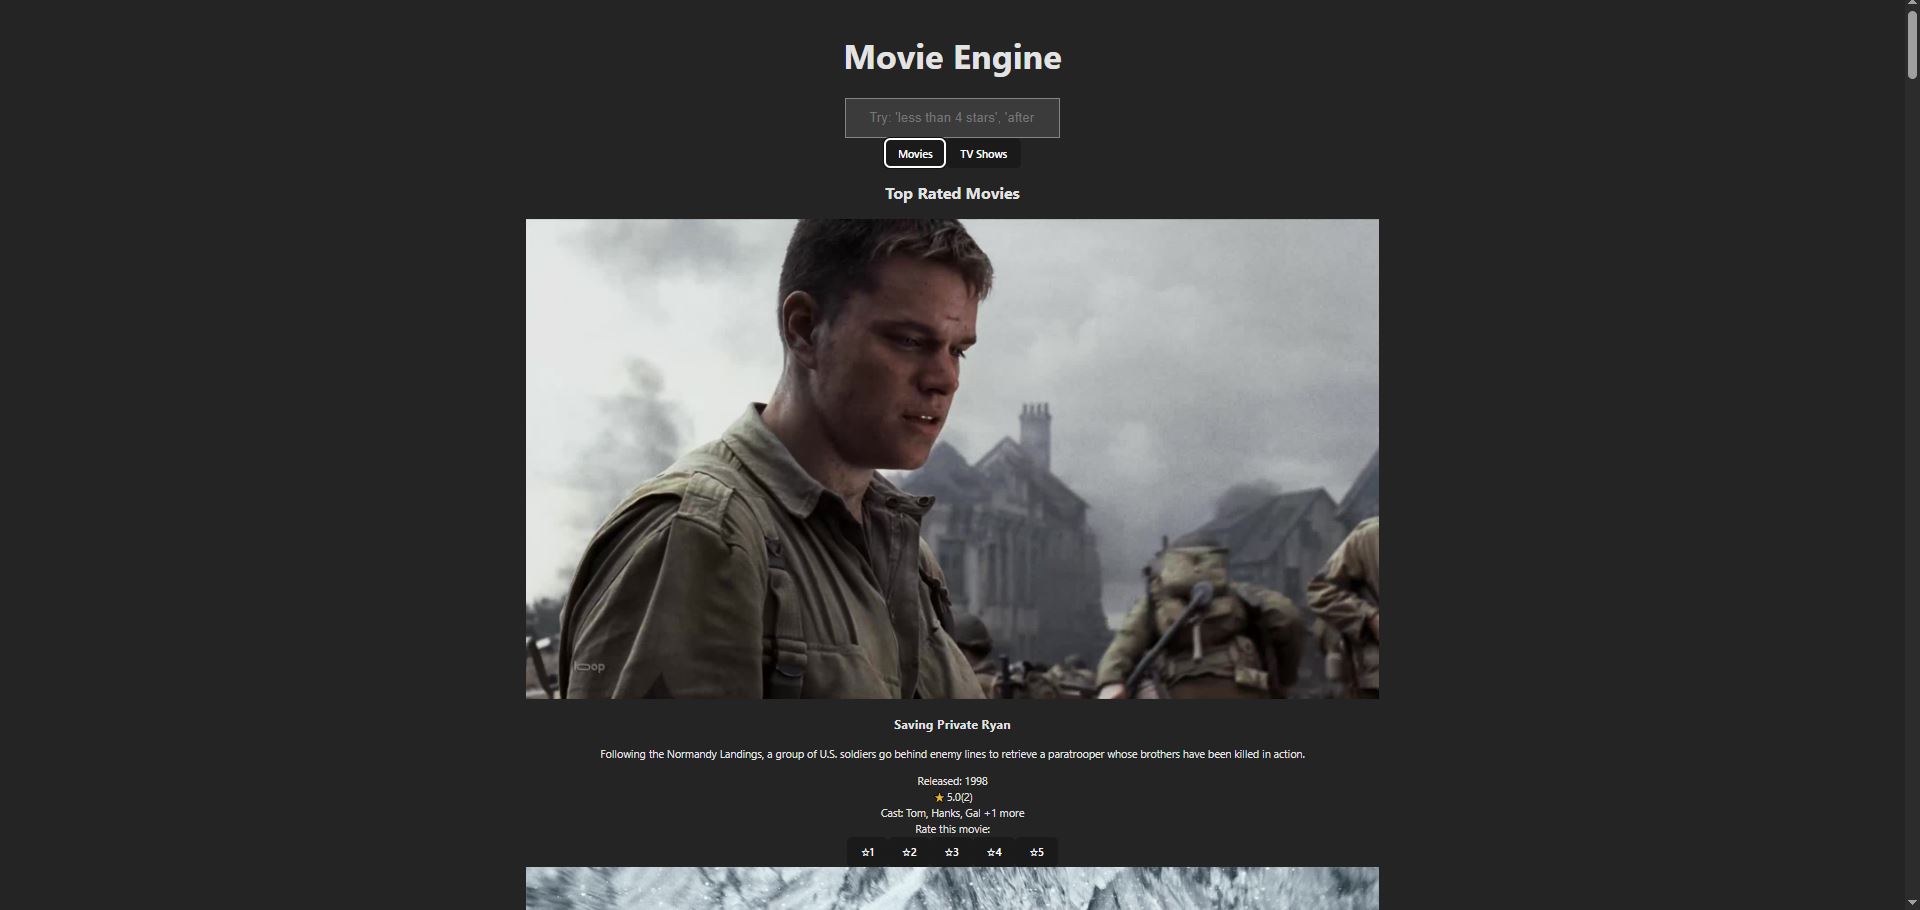 Movie Engine
Try: 'less than 4 stars', 'after
Movies TV Shows
Top Rated Movies
loop
Saving Private Ryan
Following the Normandy Landings, a group of U.S. soldiers go behind enemy lines to retrieve a paratrooper whose brothers have been killed in action.
Released: 1998
★ 5.0(2)
Cast: Tom, Hanks, Gal +1 more
Rate this movie:
☆1 ☆2 ☆3 ☆4 ☆5